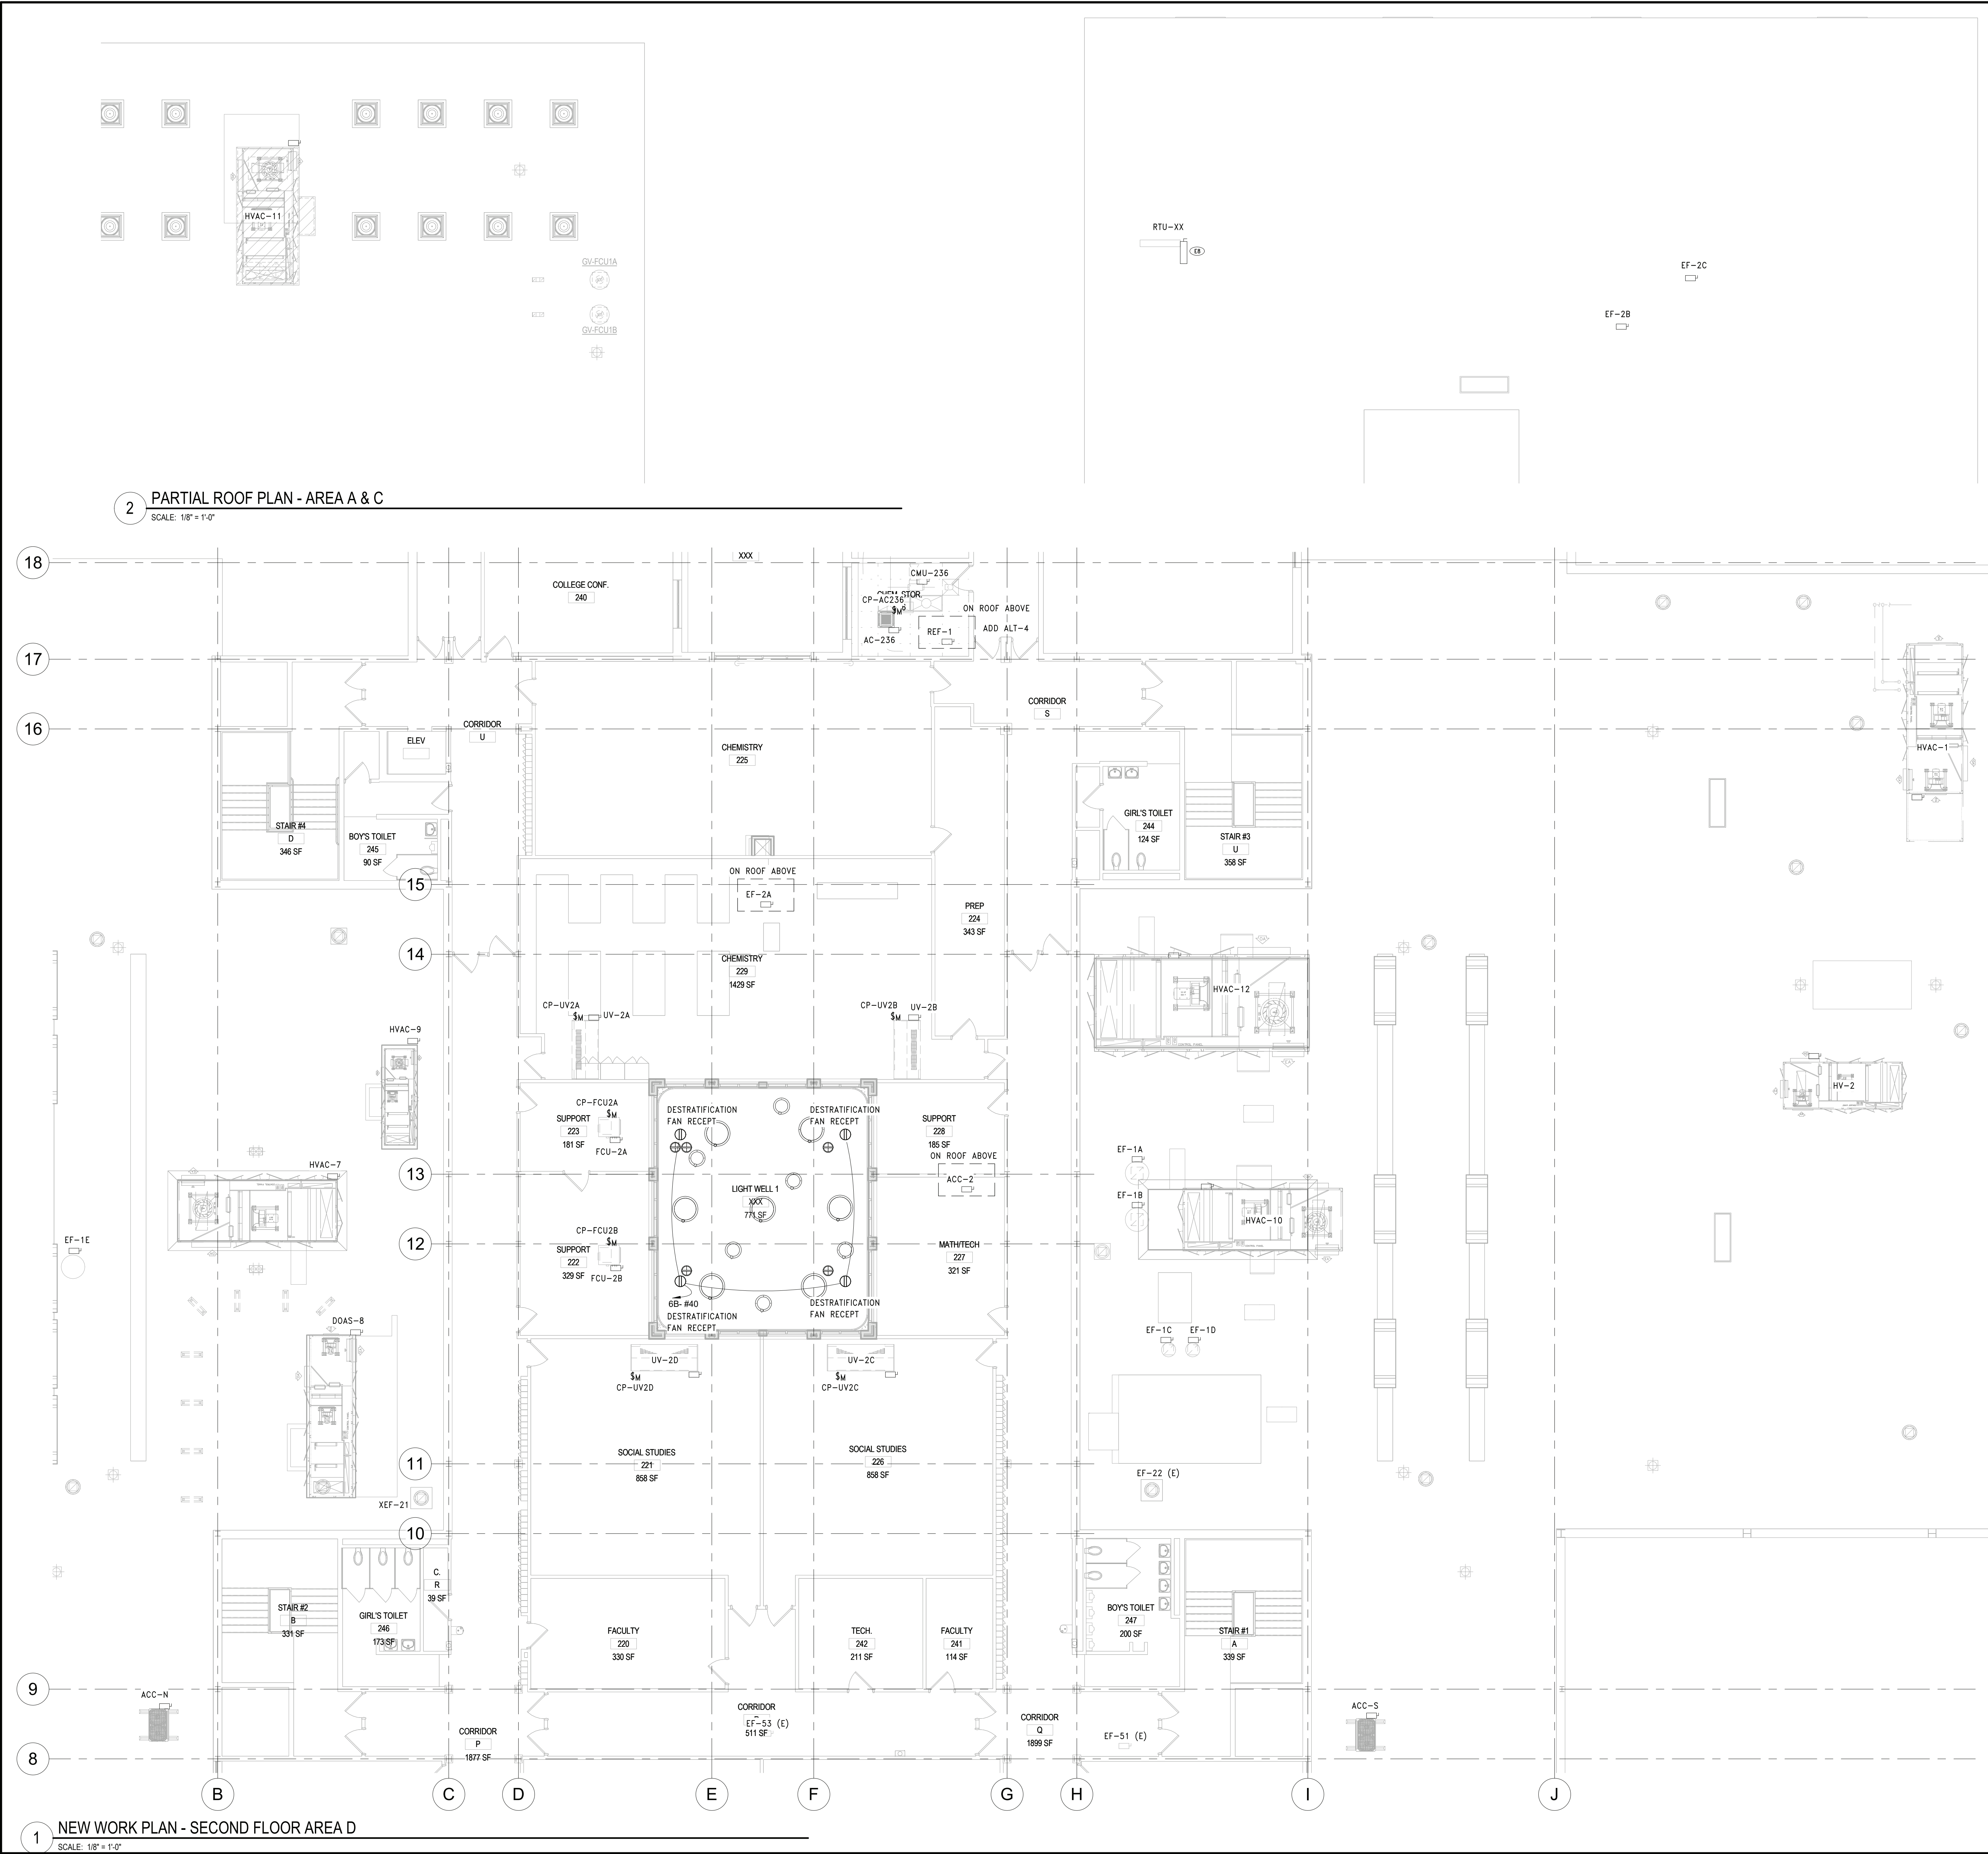 HVAC-11
GV-FCU1A
GV-FCU1B
RTU-XX
E8
EF-2C
EF-2B
2
PARTIAL ROOF PLAN - AREA A & C
SCALE: 1/8" = 1'-0"
18
XXX
COLLEGE CONF.
240
CMU-236
CHEM. STOR.
CP-AC236
$M
AC-236
REF-1
ON ROOF ABOVE
ADD ALT-4
17
CORRIDOR
S
16
CORRIDOR
U
ELEV
CHEMISTRY
225
HVAC-1
STAIR #4
D
346 SF
BOY'S TOILET
245
90 SF
GIRL'S TOILET
244
124 SF
STAIR #3
U
358 SF
15
ON ROOF ABOVE
EF-2A
PREP
224
343 SF
14
CHEMISTRY
229
1429 SF
HVAC-12
CP-UV2A
$M
UV-2A
CP-UV2B
$M
UV-2B
HVAC-9
HV-2
CP-FCU2A
$M
SUPPORT
223
181 SF
FCU-2A
DESTRATIFICATION
FAN RECEPT
DESTRATIFICATION
FAN RECEPT
SUPPORT
228
185 SF
ON ROOF ABOVE
ACC-2
EF-1A
EF-1B
HVAC-7
13
LIGHT WELL 1
XXX
771 SF
HVAC-10
EF-1E
12
CP-FCU2B
$M
SUPPORT
222
329 SF
FCU-2B
MATH/TECH
227
321 SF
6B- #40
DESTRATIFICATION
FAN RECEPT
DESTRATIFICATION
FAN RECEPT
DOAS-8
EF-1C
EF-1D
UV-2D
$M
CP-UV2D
UV-2C
$M
CP-UV2C
SOCIAL STUDIES
221
858 SF
SOCIAL STUDIES
226
858 SF
11
EF-22 (E)
XEF-21
10
C.
R
39 SF
STAIR #2
B
331 SF
GIRL'S TOILET
246
173 SF
FACULTY
220
330 SF
TECH.
242
211 SF
FACULTY
241
114 SF
BOY'S TOILET
247
200 SF
STAIR #1
A
339 SF
9
ACC-N
CORRIDOR
EF-53 (E)
511 SF
CORRIDOR
P
1877 SF
CORRIDOR
Q
1899 SF
EF-51 (E)
ACC-S
8
B
C
D
E
F
G
H
I
J
1
NEW WORK PLAN - SECOND FLOOR AREA D
SCALE: 1/8" = 1'-0"